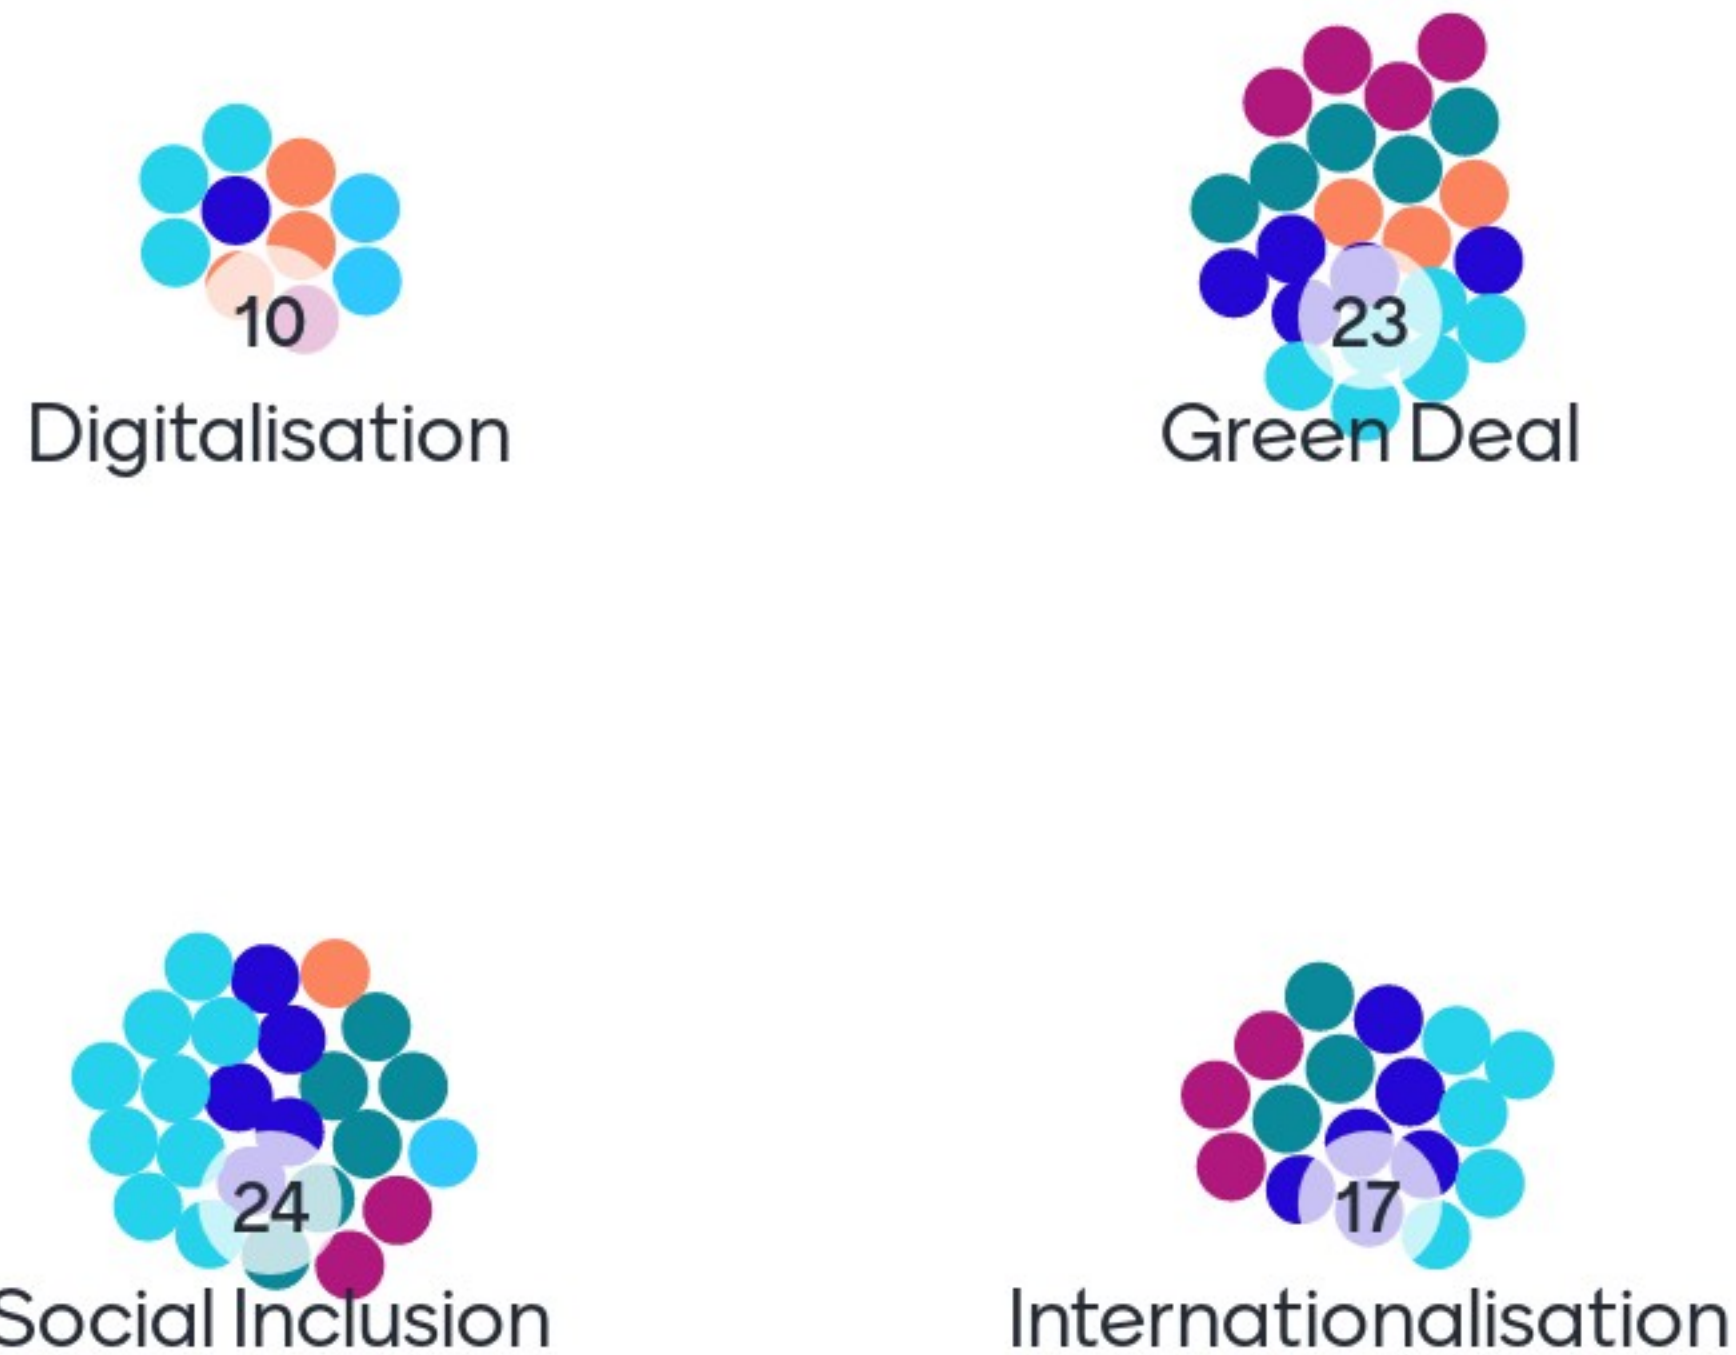 10
Digitalisation
23
Green Deal
24
Social Inclusion
17
Internationalisation